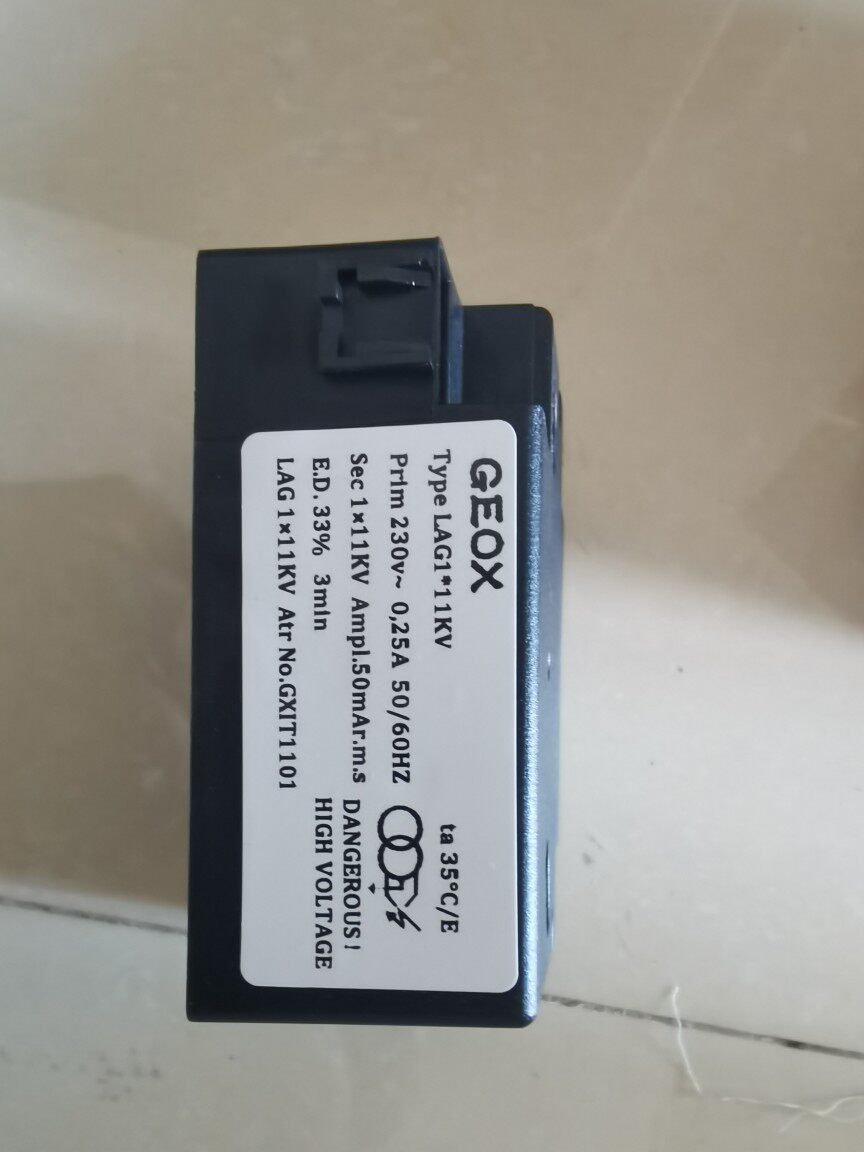 GEOX
Type LAG1*11KV
ta 35°C/E
Prim 230v~ 0,25A 50/60HZ
Sec 1×11KV Ampl.50mAr.m.s
DANGEROUS!
E.D. 33% 3min
HIGH VOLTAGE
LAG 1×11KV Atr No.GXIT1101